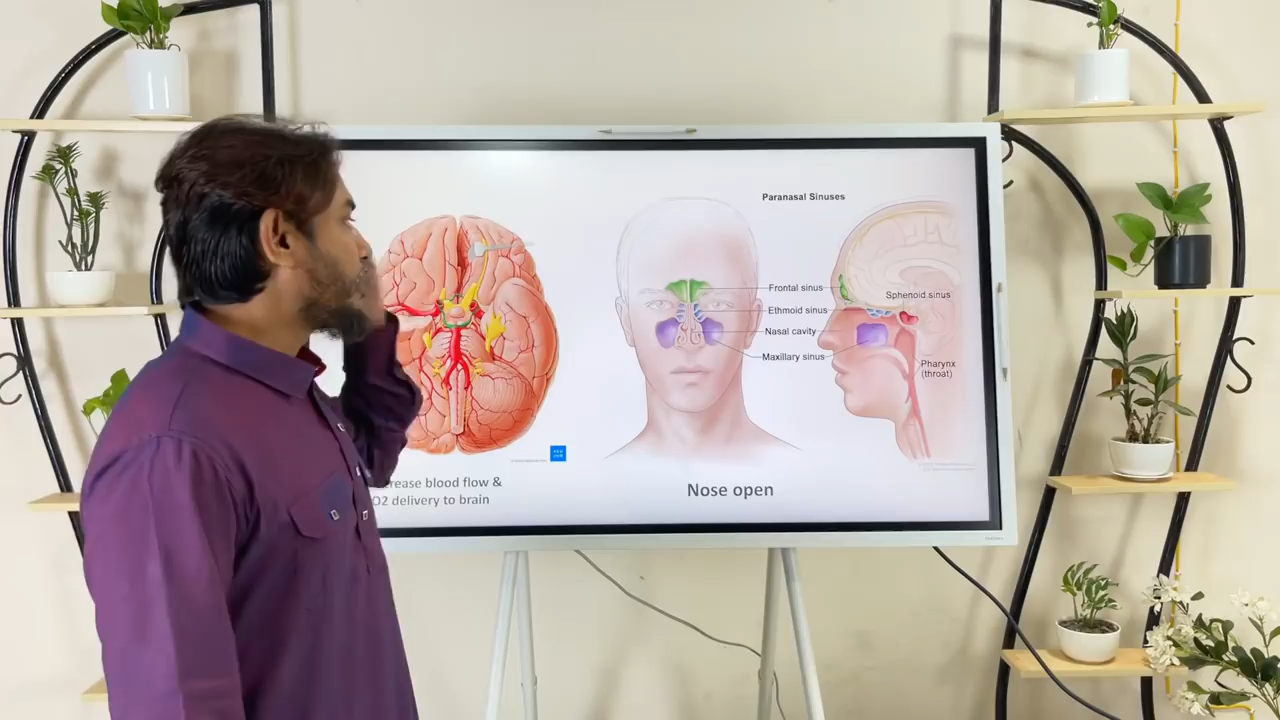 Paranasal Sinuses
Frontal sinus
Ethmoid sinus
Nasal cavity
Maxillary sinus
Sphenoid sinus
Pharynx
(throat)
crease blood flow &
O2 delivery to brain
Nose open